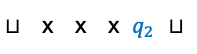 ⊔ x x x q₂ ⊔